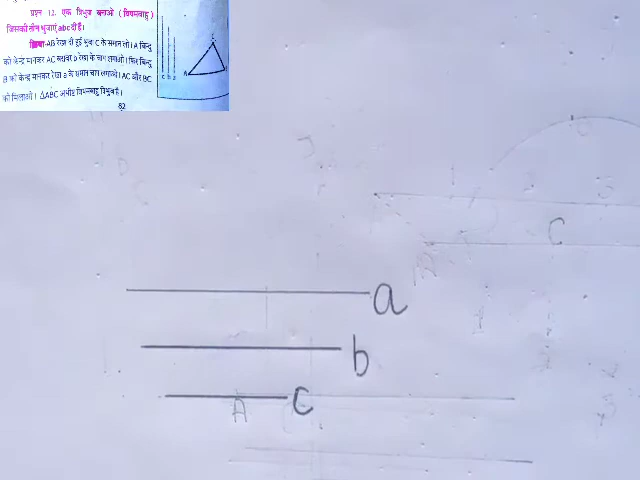 प्रश्न 12. एक त्रिभुज बनाओ (विषमबाहु)
जिसकी तीन भुजाएं abc दी हैं।
क्रिया-AB रेखा दी हुई भुजा C के समान लो। A बिन्दु
को केन्द्र मानकर AC बराबर b रेखा के चाप लगाओ। फिर बिन्दु
B को केन्द्र मानकर रेखा a के समान चाप लगाओ। AC और BC
को मिलाओ। △ABC अभीष्ट विषमबाहु त्रिभुज है।
82
C
A B
c b a
C
a
b
c
A